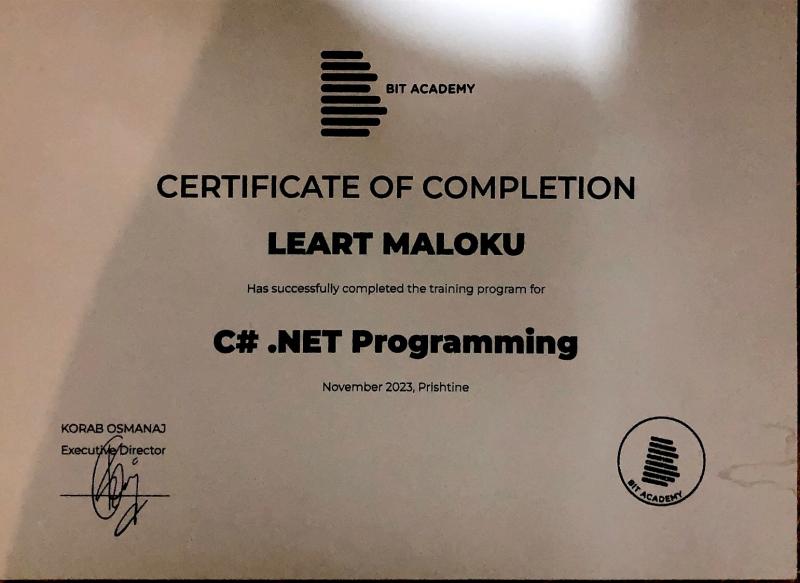 BIT ACADEMY
CERTIFICATE OF COMPLETION
LEART MALOKU
Has successfully completed the training program for
C# .NET Programming
November 2023, Prishtine
KORAB OSMANAJ
Executive Director
BIT ACADEMY